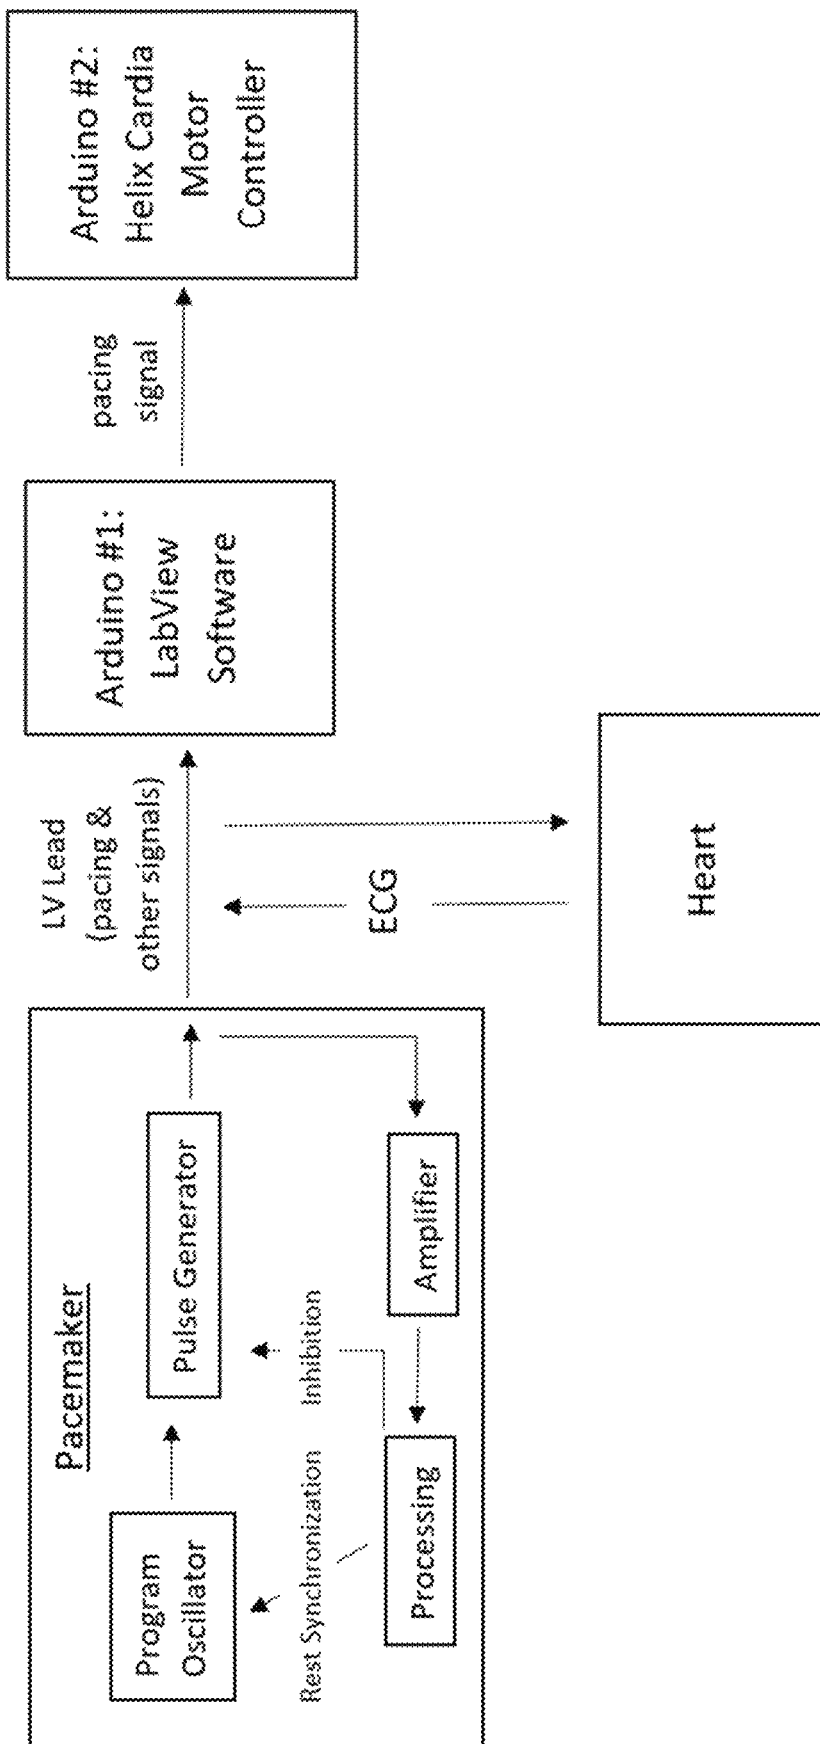 Pacemaker
Program
Oscillator
Pulse Generator
Rest Synchronization
Inhibition
Processing
Amplifier
LV Lead
(pacing &
other signals)
ECG
Heart
Arduino #1:
LabView
Software
pacing
signal
Arduino #2:
Helix Cardia
Motor
Controller